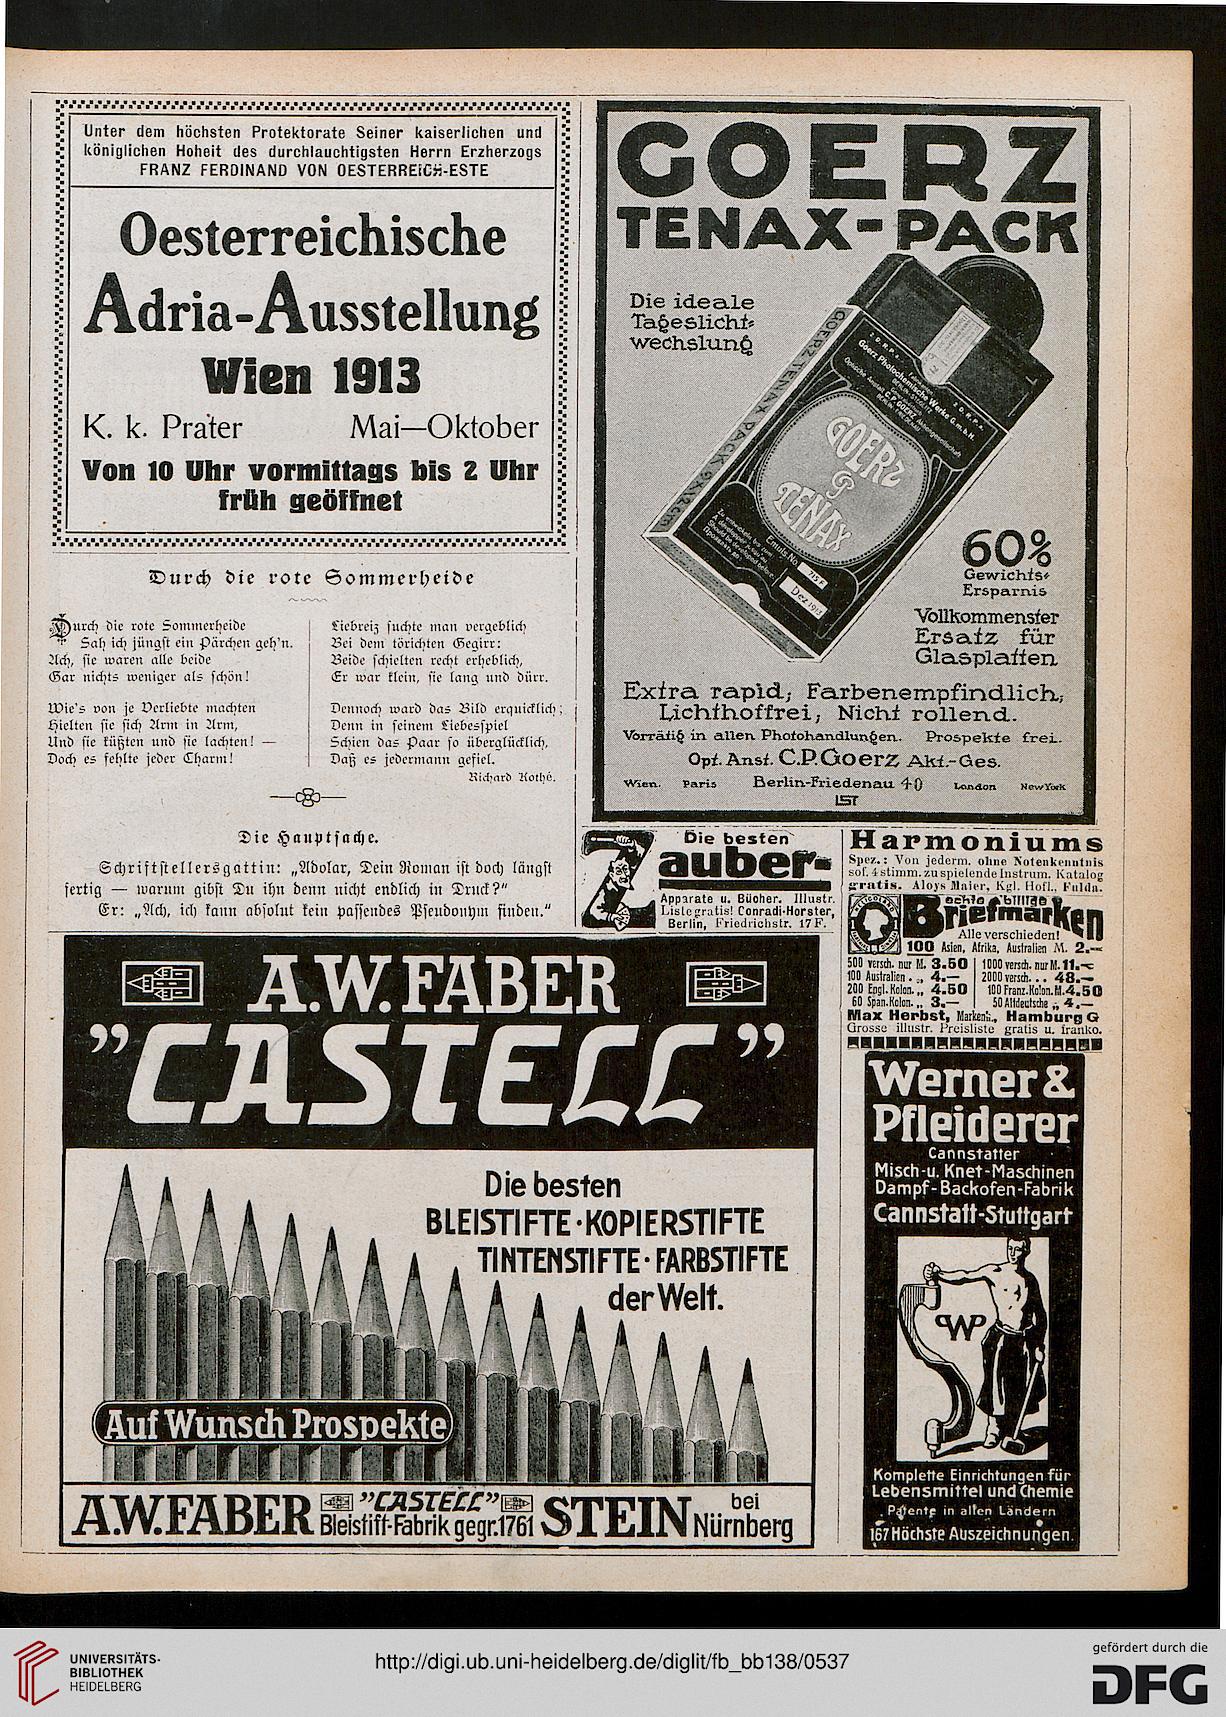 Unter dem höchsten Protektorate Seiner kaiserlichen und
königlichen Hoheit des durchlauchtigsten Herrn Erzherzogs
FRANZ FERDINAND VON OESTERREICH-ESTE
Oesterreichische
Adria-Ausstellung
Wien 1913
K. k. Prater Mai—Oktober
Von 10 Uhr vormittags bis 2 Uhr
früh geöffnet
Durch die rote Sommerheide
Durch die rote Sommerheide
Sah ich jüngst ein Pärchen geh'n.
Ach, sie waren alle beide
Gar nichts weniger als schön!
Wie's von je Verliebte machten
Hielten sie sich Arm in Arm,
Und sie küßten und sie lachten! —
Doch es fehlte jeder Charm!
Liebreiz suchte man vergeblich
Bei dem törichten Gegirr:
Beide schielten recht erheblich,
Er war klein, sie lang und dürr.
Dennoch ward das Bild erquicklich;
Denn in seinem Liebesspiel
Schien das Paar so überglücklich,
Daß es jedermann gefiel.
Richard Rothé.
Die Hauptsache.
Schriftstellersgattin: „Adolar, Dein Roman ist doch längst
fertig — warum gibst Du ihn denn nicht endlich in Druck?"
Er: „Ach, ich kann absolut kein passendes Pseudonym finden."
GOERZ
TENAX-PACK
Die ideale
Tageslicht-
wechslung
GOERZ TENAX PACK 9X12cm
Goerz Photochemische Werke G.m.b.H.
GOERZ
TENAX
Emuls. No. 715 F
Dez 1913
60%
Gewichts-
Ersparnis
Vollkommenster
Ersatz für
Glasplatten
Extra rapid, Farbenempfindlich,
Lichthoffrei, Nicht rollend.
Vorrätig in allen Photohandlungen. Prospekte frei.
Opt. Anst. C.P. Goerz Akt.-Ges.
Wien. Paris Berlin-Friedenau 40 London New York
Die besten
Zauber-
Apparate u. Bücher. Illustr.
Liste gratis! Conradi-Horster,
Berlin, Friedrichstr. 17 F.
Harmoniums
Spez.: Von jederm. ohne Notenkenntnis
sof. 4stimm. zu spielende Instrum. Katalog
gratis. Aloys Maier, Kgl. Hofl., Fulda.
HELIGOLAND
echte billige
Briefmarken
Alle verschieden!
100 Asien, Afrika, Australien M. 2.—
500 versch. nur M. 3.50 1000 versch. nur M. 11.—
100 Australien . „ 4.— 2000 versch. . . 48.—
200 Engl. Kolon. „ 4.50 100 Franz. Kolon. M. 4.50
60 Span. Kolon. „ 3.— 50 Altdeutsche „ 4.—
Max Herbst, Markenh., Hamburg G
Grosse illustr. Preisliste gratis u. franko.
A.W. FABER
"CASTELL"
Die besten
BLEISTIFTE · KOPIERSTIFTE
TINTENSTIFTE · FARBSTIFTE
der Welt.
Auf Wunsch Prospekte
A.W. FABER "CASTELL" Bleistift-Fabrik gegr. 1761 STEIN bei Nürnberg
Werner &
Pfleiderer
Cannstatter
Misch- u. Knet-Maschinen
Dampf-Backofen-Fabrik
Cannstatt-Stuttgart
WP
Komplette Einrichtungen für
Lebensmittel und Chemie
Patente in allen Ländern
167 Höchste Auszeichnungen.
UNIVERSITÄTS-
BIBLIOTHEK
HEIDELBERG
http://digi.ub.uni-heidelberg.de/diglit/fb_bb138/0537
gefördert durch die
DFG